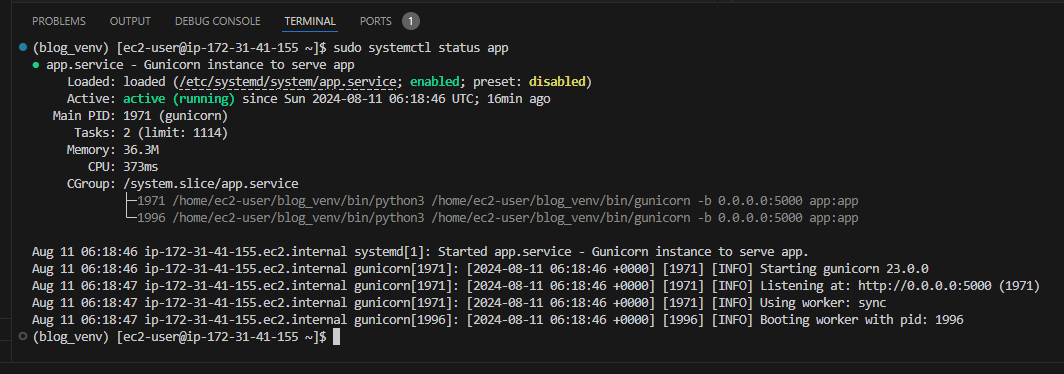 PROBLEMS OUTPUT DEBUG CONSOLE TERMINAL PORTS 1
(blog_venv) [ec2-user@ip-172-31-41-155 ~]$ sudo systemctl status app
● app.service - Gunicorn instance to serve app
Loaded: loaded (/etc/systemd/system/app.service; enabled; preset: disabled)
Active: active (running) since Sun 2024-08-11 06:18:46 UTC; 16min ago
Main PID: 1971 (gunicorn)
Tasks: 2 (limit: 1114)
Memory: 36.3M
CPU: 373ms
CGroup: /system.slice/app.service
├─1971 /home/ec2-user/blog_venv/bin/python3 /home/ec2-user/blog_venv/bin/gunicorn -b 0.0.0.0:5000 app:app
└─1996 /home/ec2-user/blog_venv/bin/python3 /home/ec2-user/blog_venv/bin/gunicorn -b 0.0.0.0:5000 app:app
Aug 11 06:18:46 ip-172-31-41-155.ec2.internal systemd[1]: Started app.service - Gunicorn instance to serve app.
Aug 11 06:18:46 ip-172-31-41-155.ec2.internal gunicorn[1971]: [2024-08-11 06:18:46 +0000] [1971] [INFO] Starting gunicorn 23.0.0
Aug 11 06:18:47 ip-172-31-41-155.ec2.internal gunicorn[1971]: [2024-08-11 06:18:46 +0000] [1971] [INFO] Listening at: http://0.0.0.0:5000 (1971)
Aug 11 06:18:47 ip-172-31-41-155.ec2.internal gunicorn[1971]: [2024-08-11 06:18:46 +0000] [1971] [INFO] Using worker: sync
Aug 11 06:18:47 ip-172-31-41-155.ec2.internal gunicorn[1996]: [2024-08-11 06:18:46 +0000] [1996] [INFO] Booting worker with pid: 1996
(blog_venv) [ec2-user@ip-172-31-41-155 ~]$